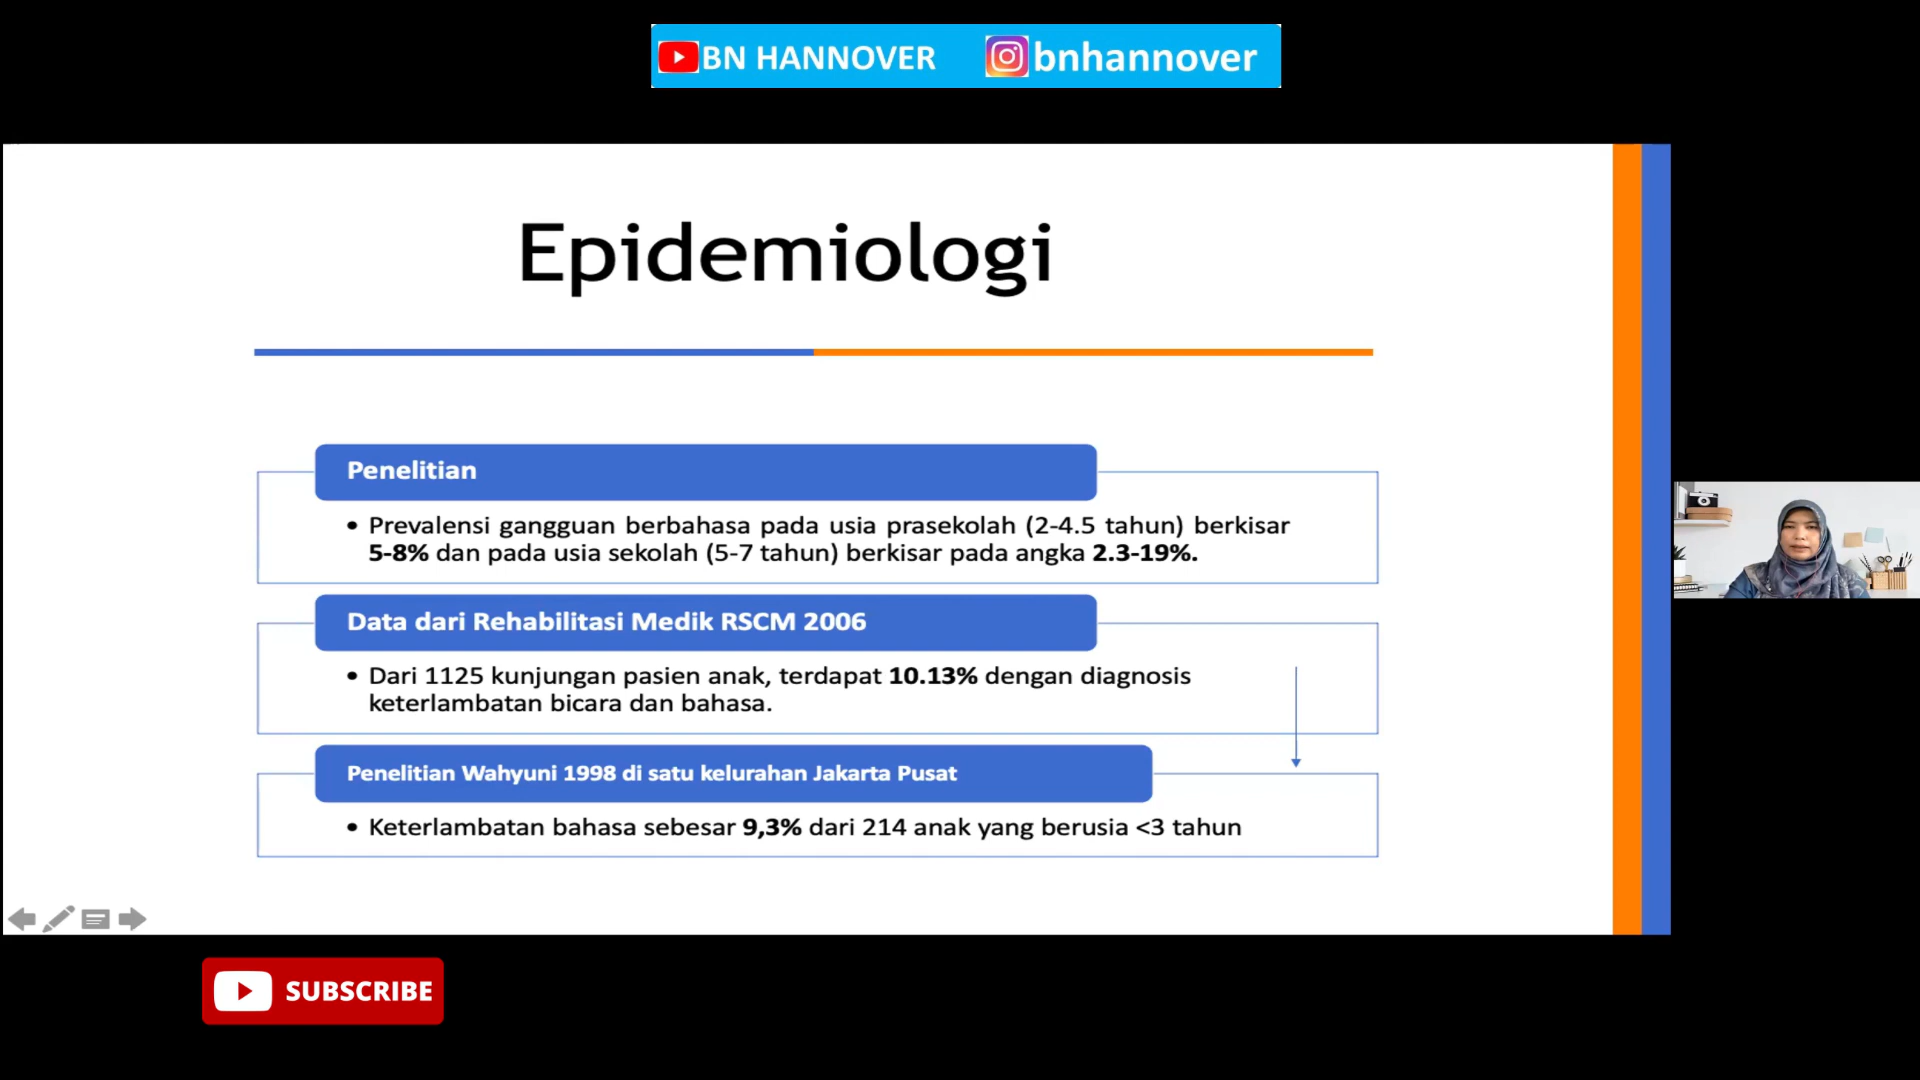 BN HANNOVER bnhannover
Epidemiologi
Penelitian
• Prevalensi gangguan berbahasa pada usia prasekolah (2-4.5 tahun) berkisar
5-8% dan pada usia sekolah (5-7 tahun) berkisar pada angka 2.3-19%.
Data dari Rehabilitasi Medik RSCM 2006
• Dari 1125 kunjungan pasien anak, terdapat 10.13% dengan diagnosis
keterlambatan bicara dan bahasa.
Penelitian Wahyuni 1998 di satu kelurahan Jakarta Pusat
• Keterlambatan bahasa sebesar 9,3% dari 214 anak yang berusia <3 tahun
SUBSCRIBE